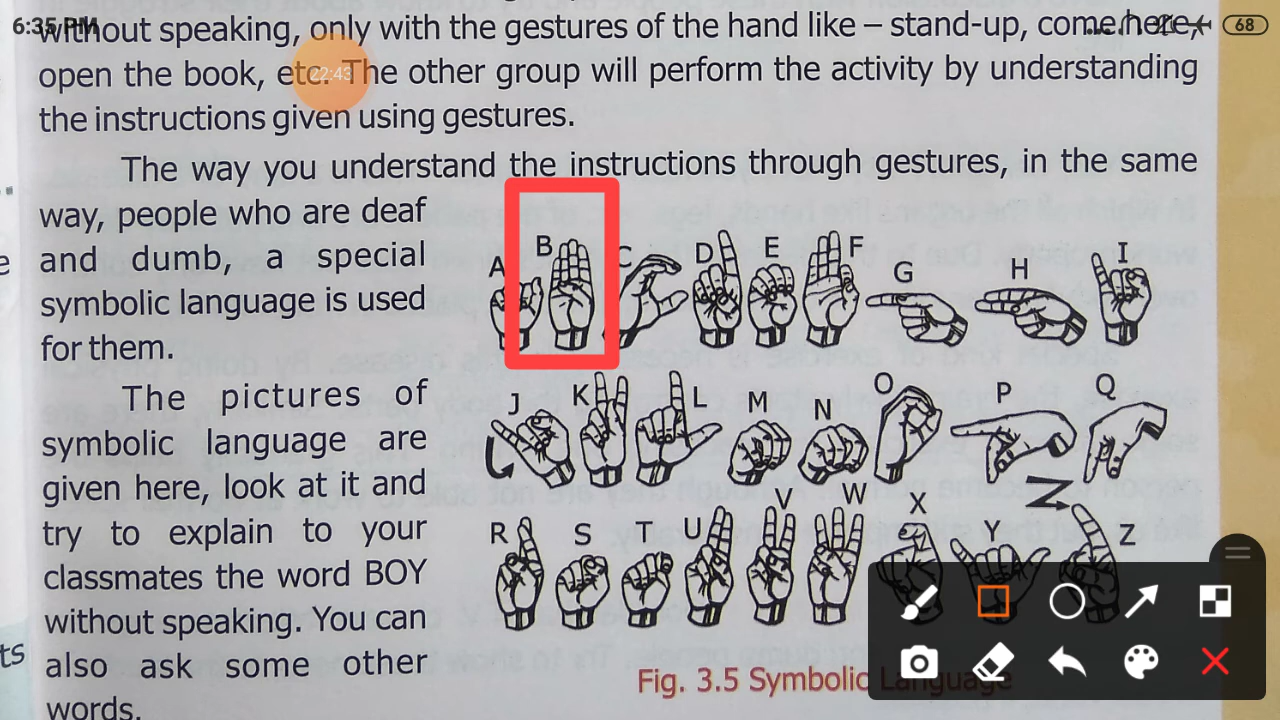 6:35 PM
68
without speaking, only with the gestures of the hand like – stand-up, come here,
22:43
open the book, etc. The other group will perform the activity by understanding
the instructions given using gestures.
The way you understand the instructions through gestures, in the same
way, people who are deaf
and dumb, a special
symbolic language is used
for them.
A B C D E F G H I
The pictures of
symbolic language are
given here, look at it and
try to explain to your
classmates the word BOY
without speaking. You can
also ask some other
words.
J K L M N O P Q
R S T U V W X Y Z
Fig. 3.5 Symbolic Language
ts
e